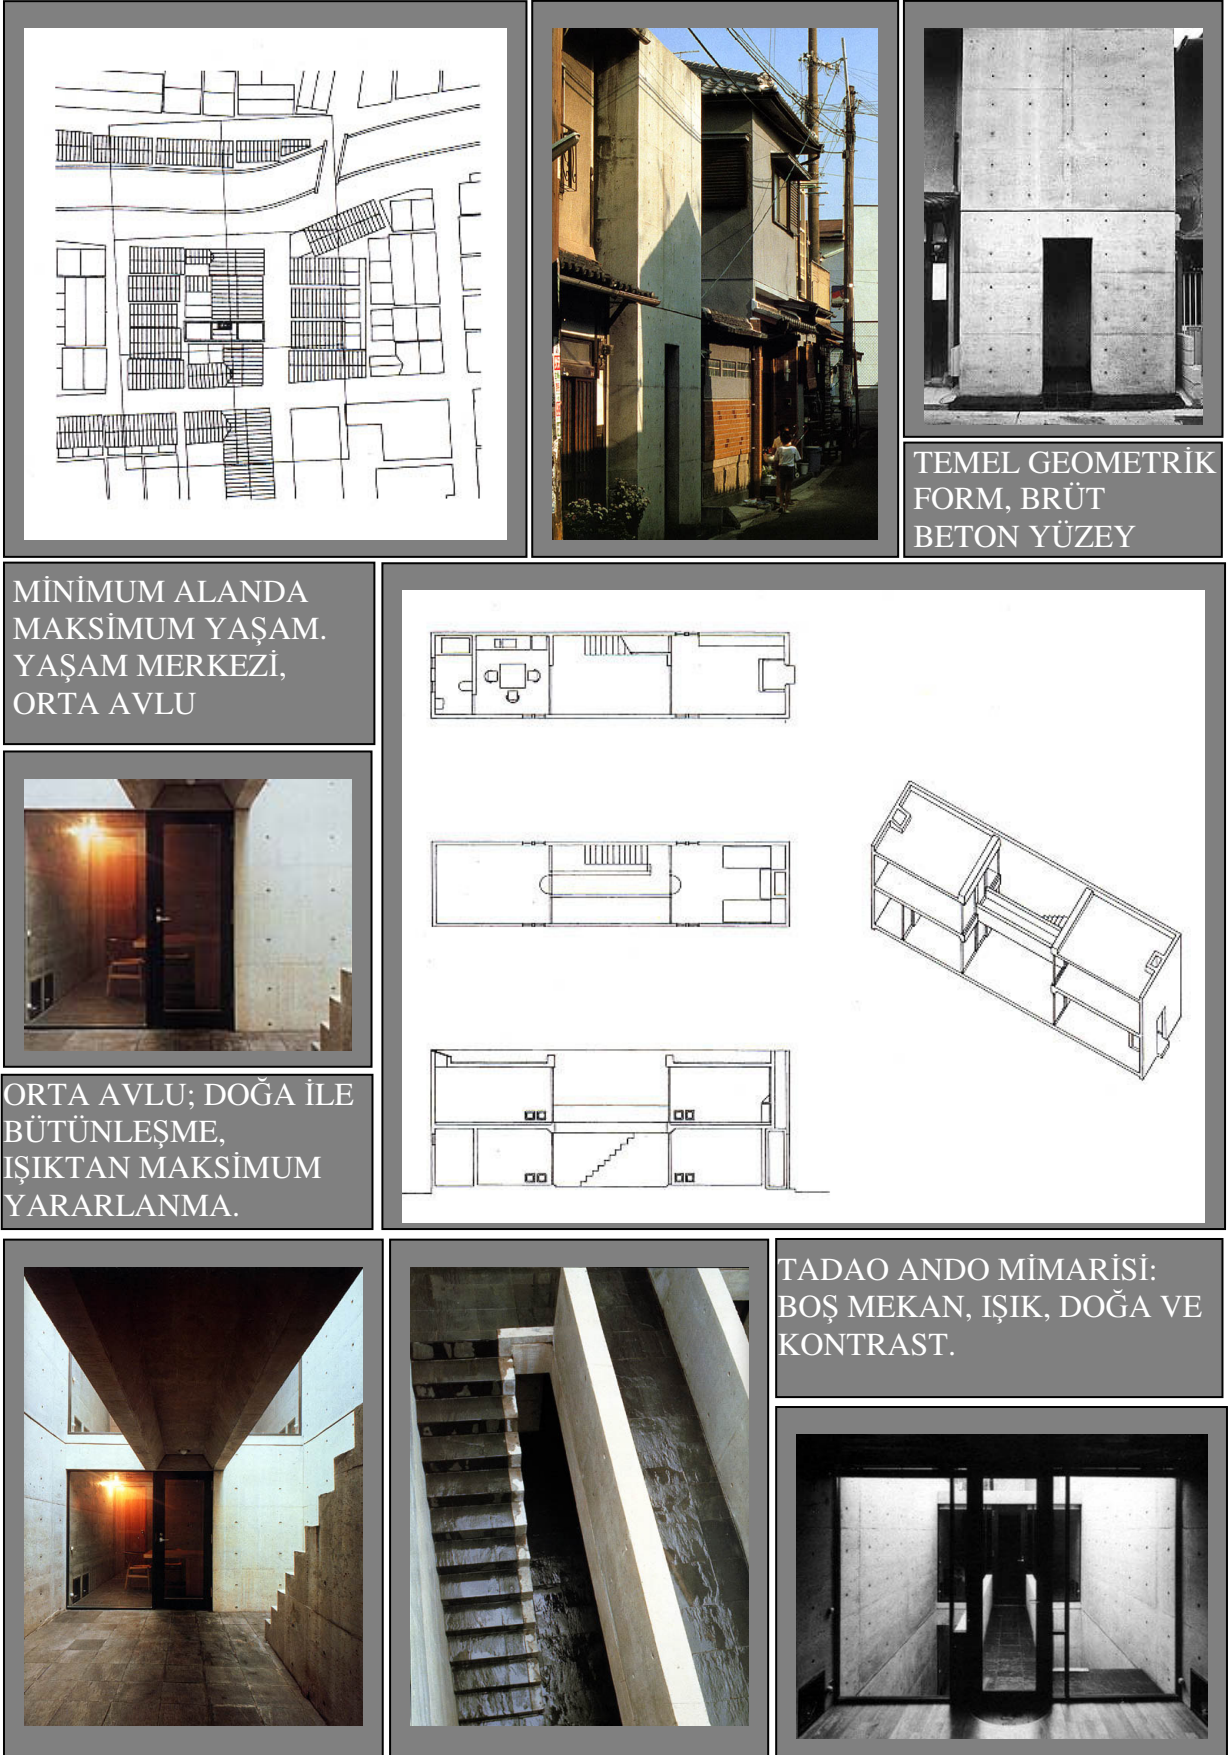 TEMEL GEOMETRİK
FORM, BRÜT
BETON YÜZEY
MİNİMUM ALANDA
MAKSİMUM YAŞAM.
YAŞAM MERKEZİ,
ORTA AVLU
ORTA AVLU; DOĞA İLE
BÜTÜNLEŞME,
IŞIKTAN MAKSİMUM
YARARLANMA.
TADAO ANDO MİMARİSİ:
BOŞ MEKAN, IŞIK, DOĞA VE
KONTRAST.